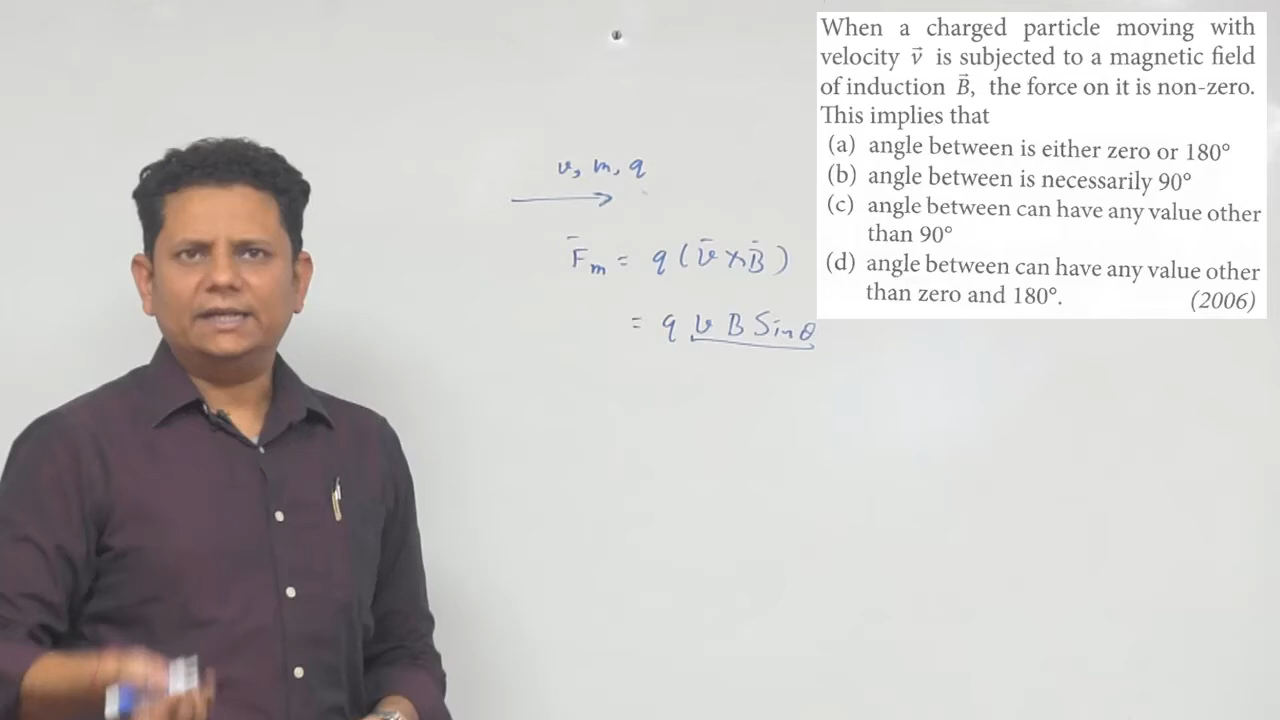 When a charged particle moving with
velocity v⃗ is subjected to a magnetic field
of induction B⃗, the force on it is non-zero.
This implies that
(a) angle between is either zero or 180°
(b) angle between is necessarily 90°
(c) angle between can have any value other
than 90°
(d) angle between can have any value other
than zero and 180°. (2006)
v, m, q
F̄m = q(v̄×B̄)
= q v B Sinθ